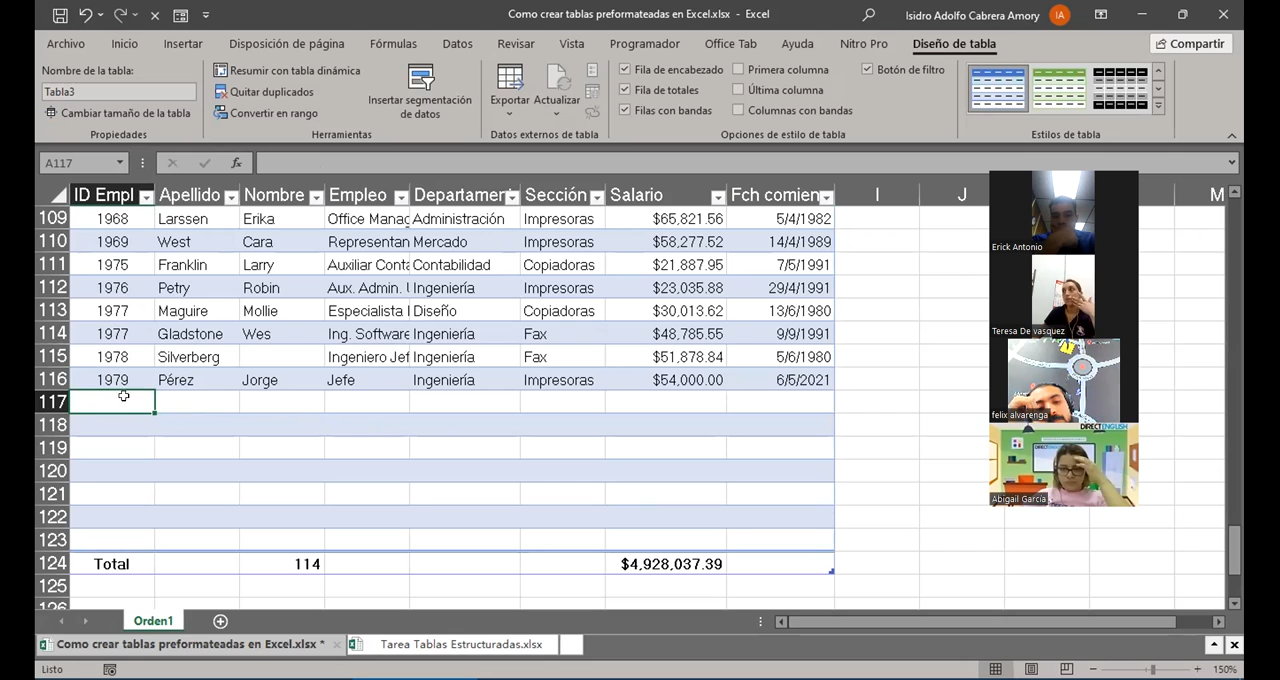 Como crear tablas preformateadas en Excel.xlsx - Excel
Isidro Adolfo Cabrera Amory
IA
Archivo Inicio Insertar Disposición de página Fórmulas Datos Revisar Vista Programador Office Tab Ayuda Nitro Pro Diseño de tabla
Compartir
Nombre de la tabla:
Tabla3
Cambiar tamaño de la tabla
Propiedades
Resumir con tabla dinámica
Quitar duplicados
Convertir en rango
Insertar segmentación
de datos
Herramientas
Exportar Actualizar
Datos externos de tabla
Fila de encabezado
Fila de totales
Filas con bandas
Primera columna
Última columna
Columnas con bandas
Botón de filtro
Opciones de estilo de tabla
Estilos de tabla
A117
fx
ID Empl Apellido Nombre Empleo Departamen Sección Salario Fch comien I J M
109 1968 Larssen Erika Office Manag Administración Impresoras $65,821.56 5/4/1982
110 1969 West Cara Representan Mercado Impresoras $58,277.52 14/4/1989
111 1975 Franklin Larry Auxiliar Conta Contabilidad Copiadoras $21,887.95 7/5/1991
112 1976 Petry Robin Aux. Admin. Ingeniería Impresoras $23,035.88 29/4/1991
113 1977 Maguire Mollie Especialista Diseño Copiadoras $30,013.62 13/6/1980
114 1977 Gladstone Wes Ing. Software Ingeniería Fax $48,785.55 9/9/1991
115 1978 Silverberg Ingeniero Jef Ingeniería Fax $51,878.84 5/6/1980
116 1979 Pérez Jorge Jefe Ingeniería Impresoras $54,000.00 6/5/2021
117
118
119
120
121
122
123
124 Total 114 $4,928,037.39
125
126
Erick Antonio
Teresa De vasquez
felix alvarenga
DIRECTENGLISH
Abigail García
Orden1
Como crear tablas preformateadas en Excel.xlsx *
Tarea Tablas Estructuradas.xlsx
Listo
150%